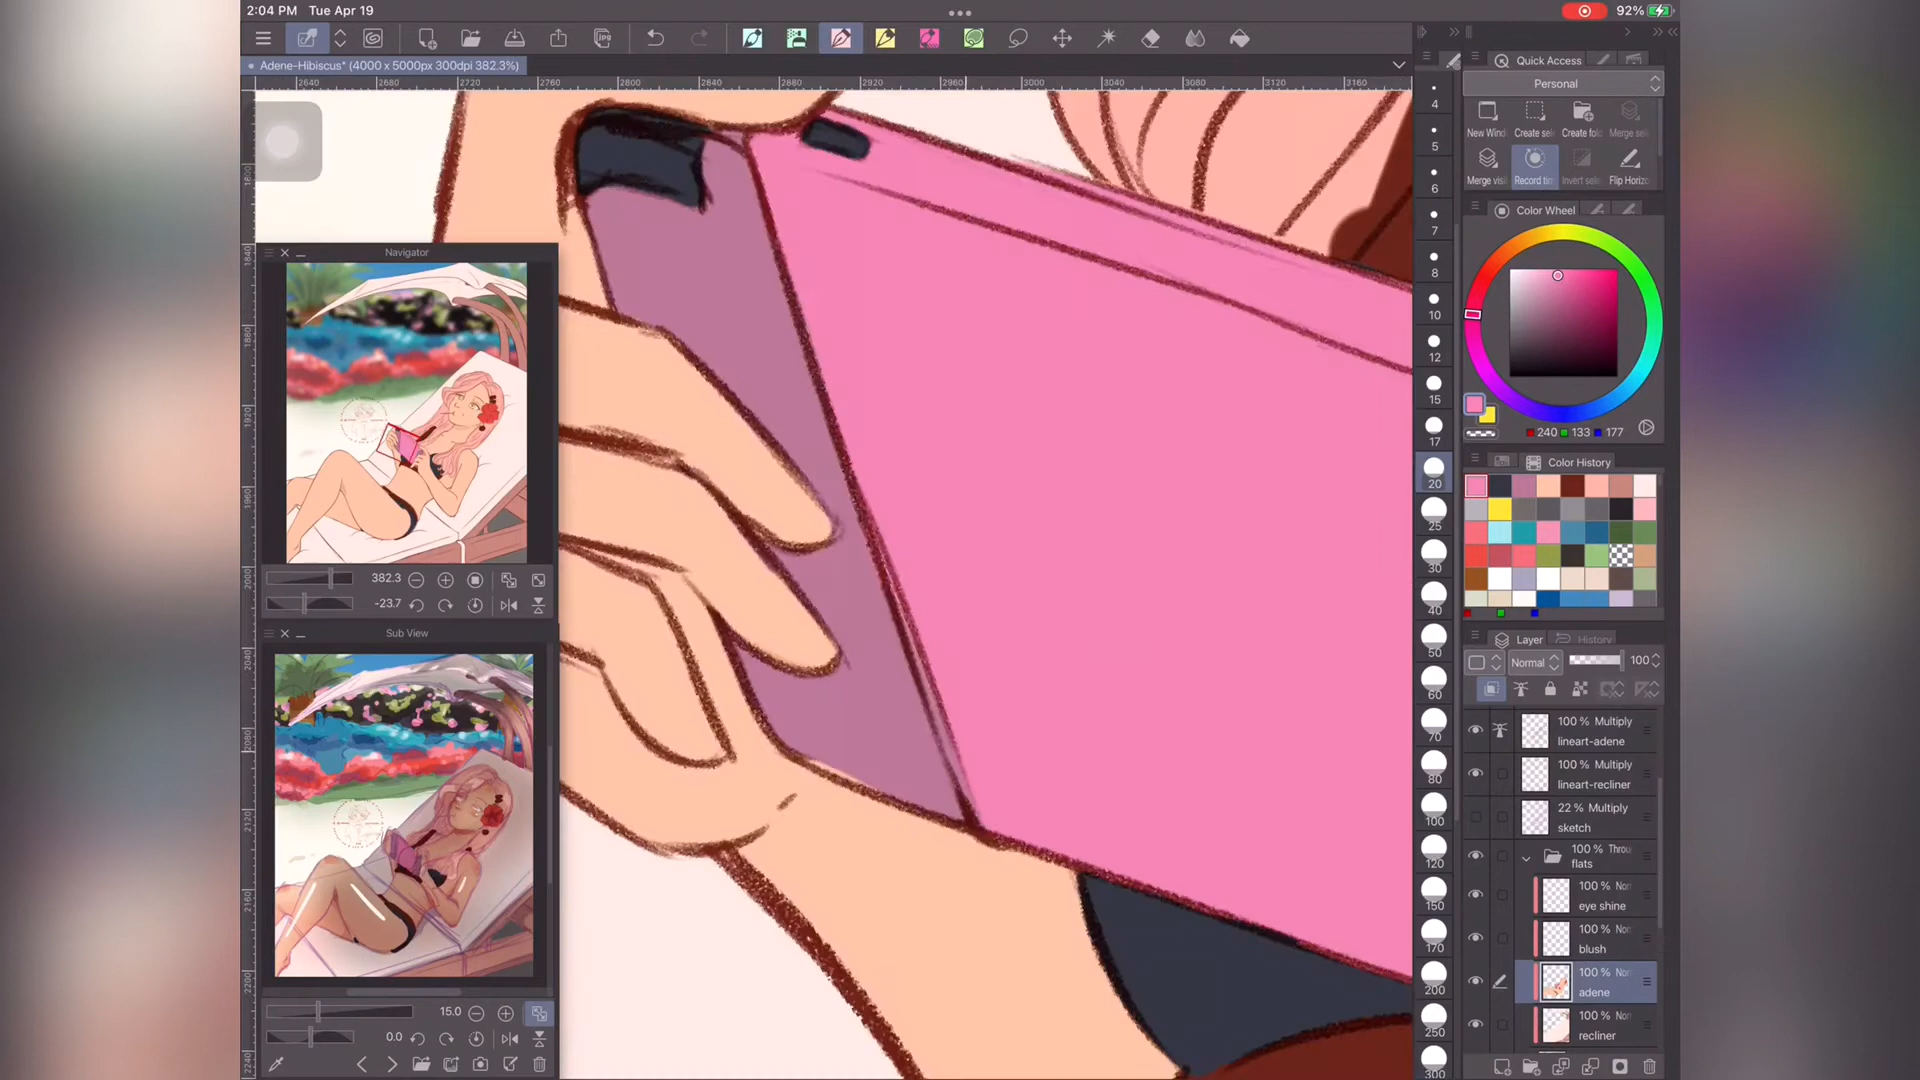 2:04 PM Tue Apr 19
92%
Adene-Hibiscus* (4000 x 5000px 300dpi 382.3%)
2640 2680 2720 2760 2800 2840 2880 2920 2960 3000 3040 3080 3120 3160
Navigator
382.3
-23.7
Sub View
15.0
0.0
4
5
6
7
8
10
12
15
17
20
25
30
40
50
60
70
80
100
120
150
170
200
250
300
Quick Access
Personal
New Wind Create sele Create fold Merge sele
Merge visi Record tim Invert selec Flip Horizo
Color Wheel
240 133 177
Color History
Layer History
Normal 100
100 % Multiply
lineart-adene
100 % Multiply
lineart-recliner
22 % Multiply
sketch
100 % Throu
flats
100 % Nor
eye shine
100 % Nor
blush
100 % Nor
adene
100 % Nor
recliner